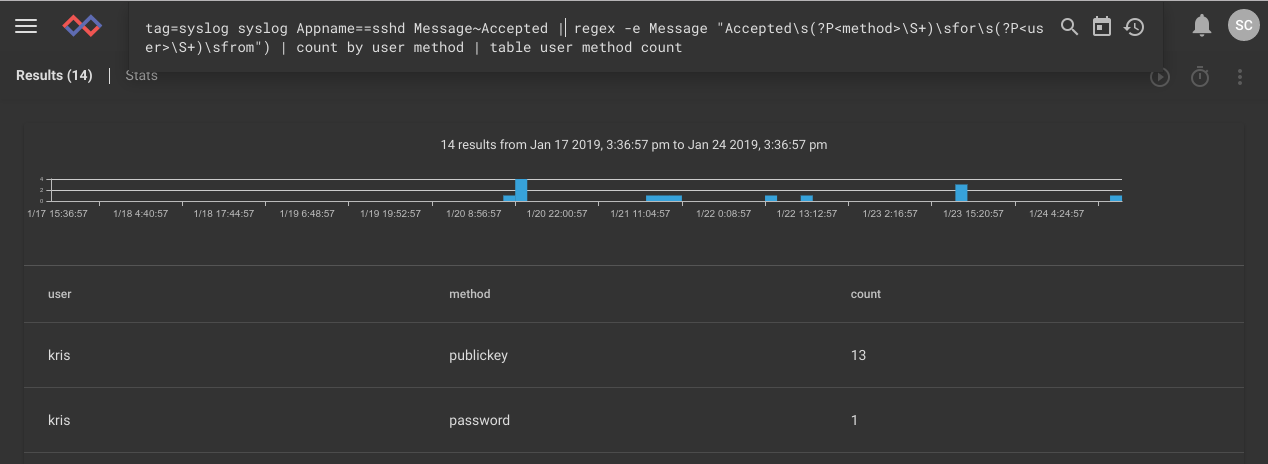 tag=syslog syslog Appname==sshd Message~Accepted | regex -e Message "Accepted\s(?P<method>\S+)\sfor\s(?P<us
er>\S+)\sfrom") | count by user method | table user method count
SC
Results (14) | Stats
14 results from Jan 17 2019, 3:36:57 pm to Jan 24 2019, 3:36:57 pm
4
2
0
1/17 15:36:57 1/18 4:40:57 1/18 17:44:57 1/19 6:48:57 1/19 19:52:57 1/20 8:56:57 1/20 22:00:57 1/21 11:04:57 1/22 0:08:57 1/22 13:12:57 1/23 2:16:57 1/23 15:20:57 1/24 4:24:57
user method count
kris publickey 13
kris password 1